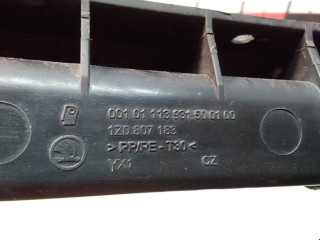 001 01 113 931 50 01 00
1Z0 807 183
>PP/PE-T30<
YX1 CZ